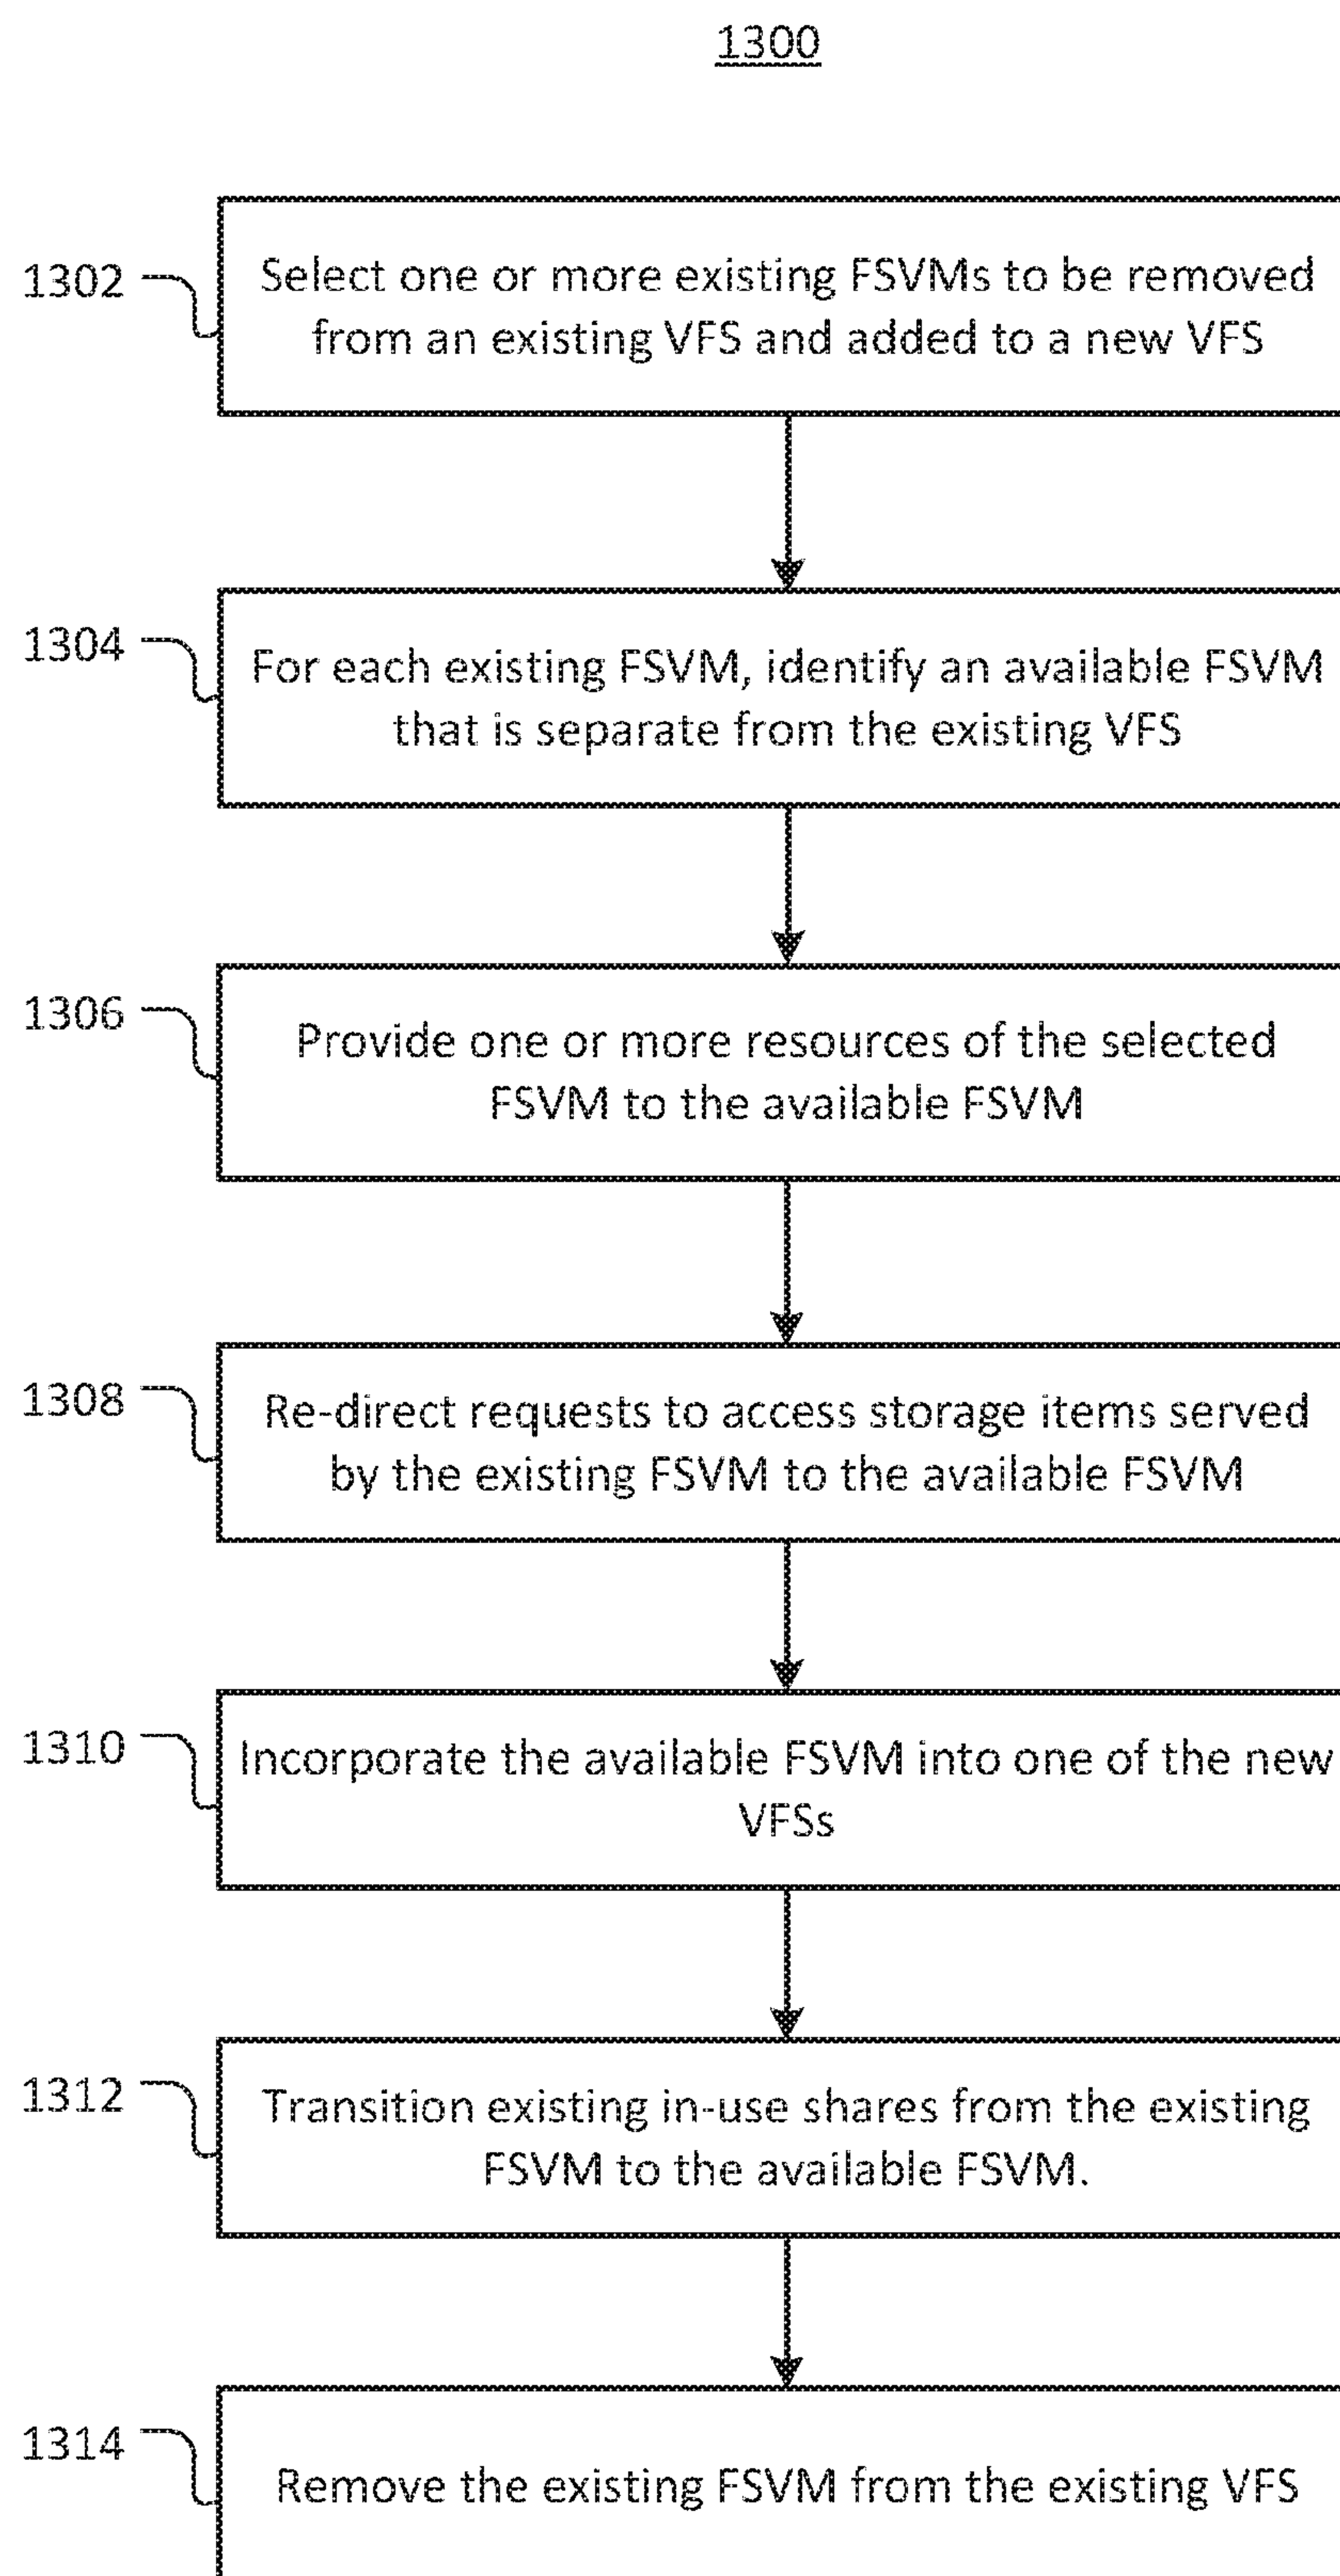 1300
1302
Select one or more existing FSVMs to be removed
from an existing VFS and added to a new VFS
1304
For each existing FSVM, identify an available FSVM
that is separate from the existing VFS
1306
Provide one or more resources of the selected
FSVM to the available FSVM
1308
Re-direct requests to access storage items served
by the existing FSVM to the available FSVM
1310
Incorporate the available FSVM into one of the new
VFSs
1312
Transition existing in-use shares from the existing
FSVM to the available FSVM.
1314
Remove the existing FSVM from the existing VFS